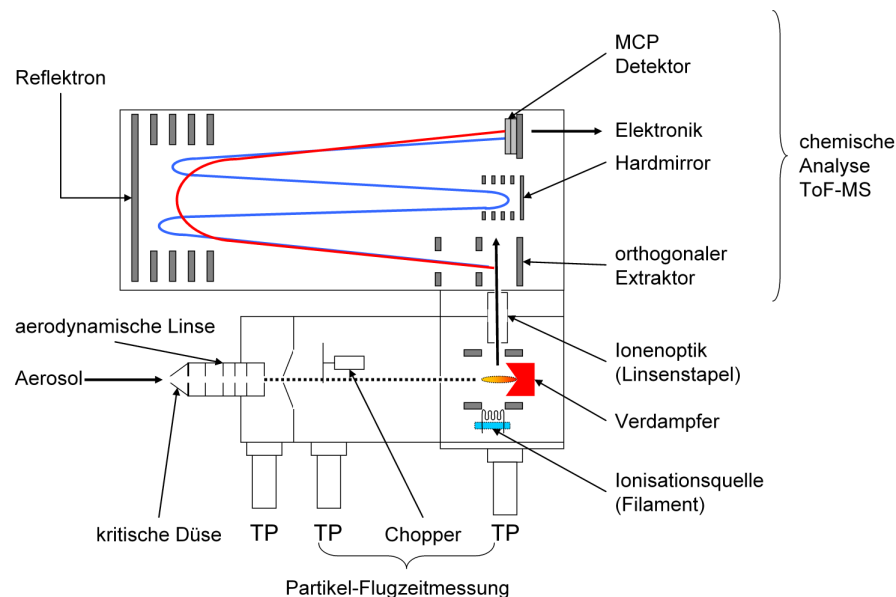 MCP
Detektor
Reflektron
Elektronik
Hardmirror
chemische
Analyse
ToF-MS
orthogonaler
Extraktor
aerodynamische Linse
Aerosol
Ionenoptik
(Linsenstapel)
Verdampfer
Ionisationsquelle
(Filament)
kritische Düse
TP
TP
Chopper
TP
Partikel-Flugzeitmessung